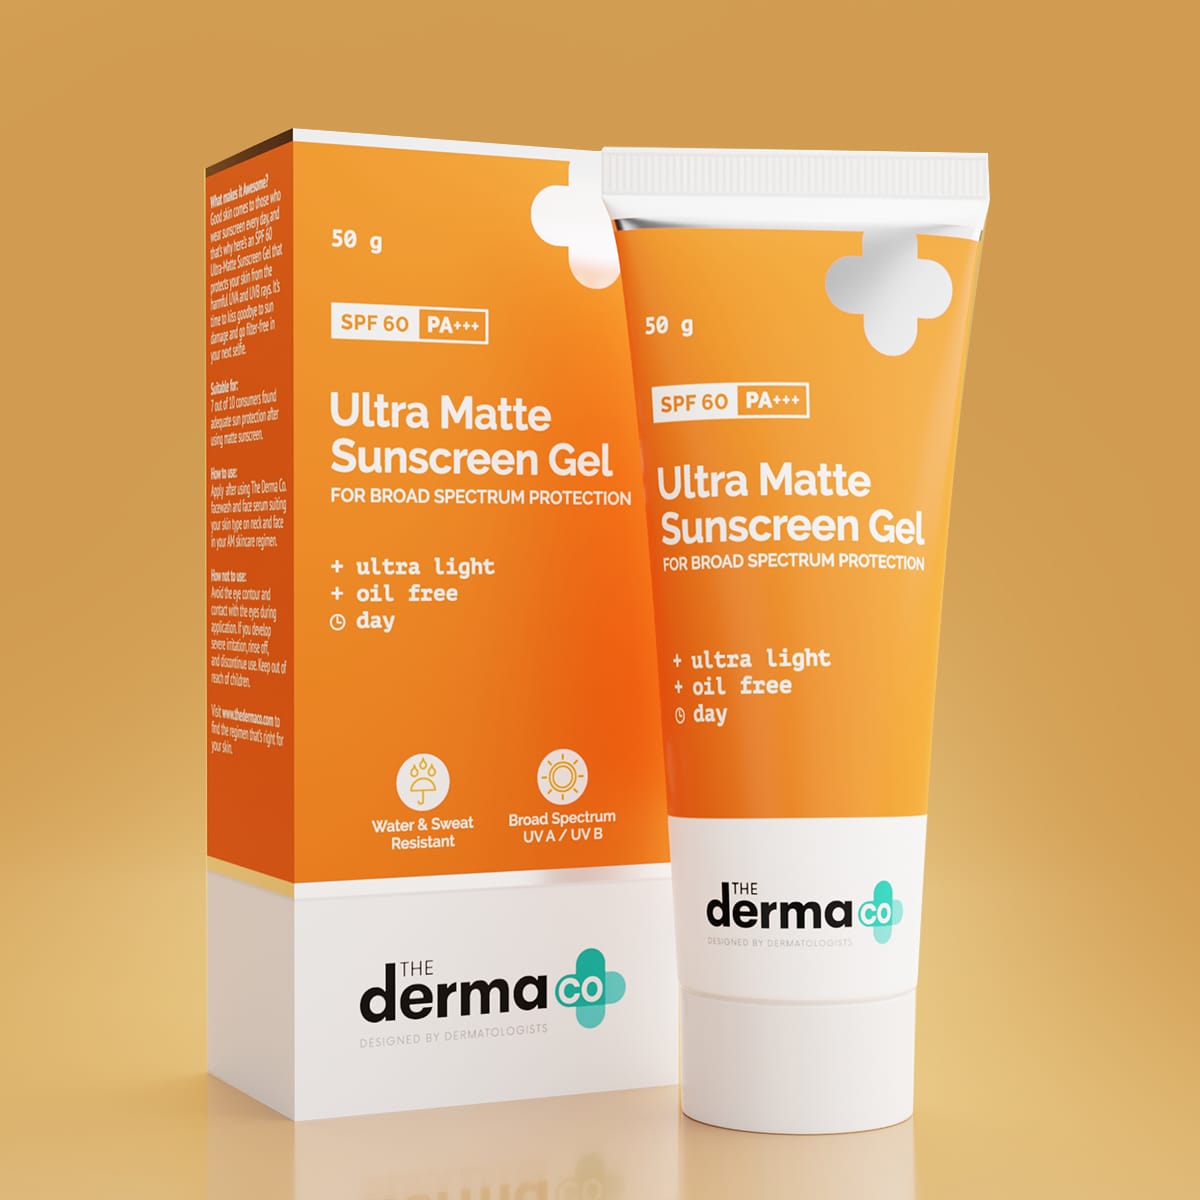 What makes it Awesome?
Good skin comes to those who
wear sunscreen every day, and
that's why here's an SPF 60
Ultra-Matte Sunscreen Gel that
protects your skin from the
harmful UVA and UVB rays. It's
time to kiss goodbye to sun
damage and go filter-free in
your next selfie.
Suitable for:
7 out of 10 consumers found
adequate sun protection after
using matte sunscreen.
How to use:
Apply after using The Derma Co.
facewash and face serum suiting
your skin type on neck and face
in your AM skincare regimen.
How not to use:
Avoid the eye contour and
contact with the eyes during
application. If you develop
severe irritation, rinse off,
and discontinue use. Keep out of
reach of children.
Visit www.thedermaco.com to
find the regimen that's right for
your skin.
50 g
SPF 60 PA+++
Ultra Matte
Sunscreen Gel
FOR BROAD SPECTRUM PROTECTION
+ ultra light
+ oil free
day
Water & Sweat
Resistant
Broad Spectrum
UV A / UV B
THE
derma co
DESIGNED BY DERMATOLOGISTS
50 g
SPF 60 PA+++
Ultra Matte
Sunscreen Gel
FOR BROAD SPECTRUM PROTECTION
+ ultra light
+ oil free
day
THE
derma co
DESIGNED BY DERMATOLOGISTS